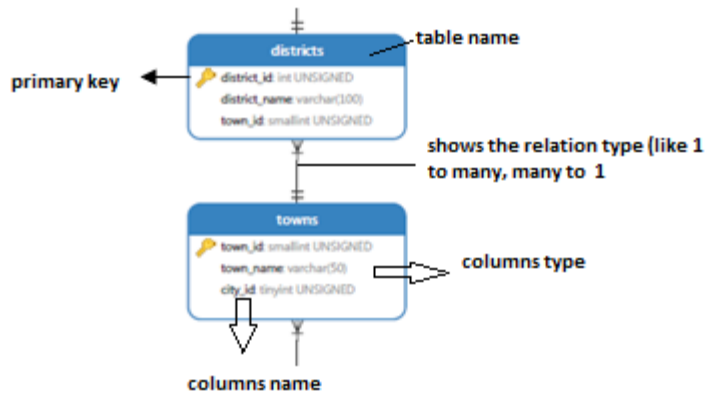 districts
table name
primary key
district_id: int UNSIGNED
district_name: varchar(100)
town_id: smallint UNSIGNED
shows the relation type (like 1
to many, many to 1
towns
town_id: smallint UNSIGNED
town_name: varchar(50)
columns type
city_id: tinyint UNSIGNED
columns name